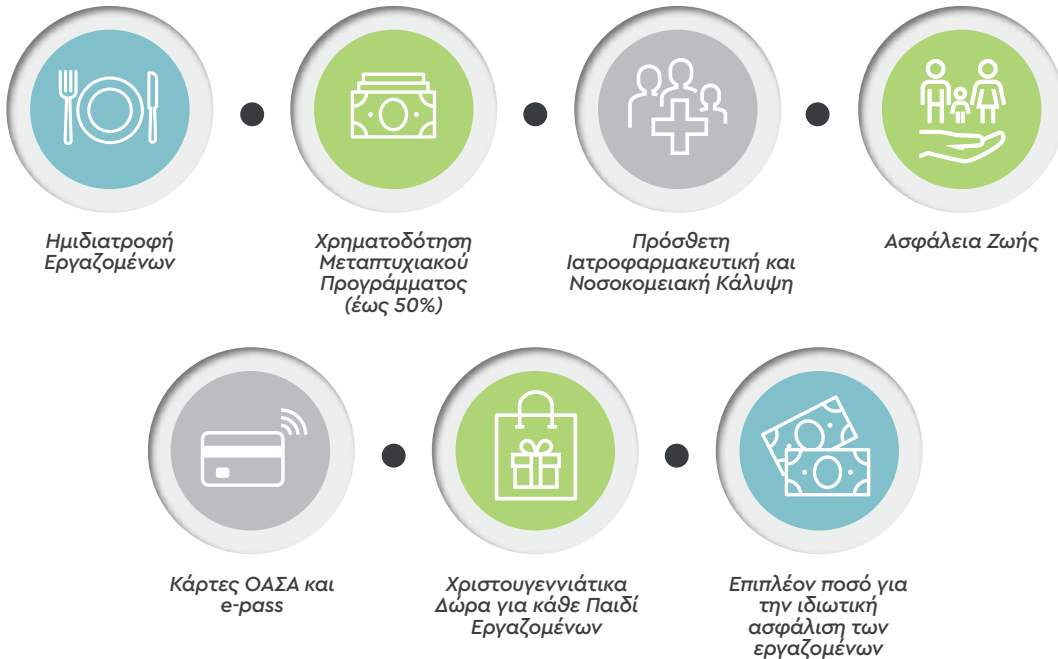 Ημιδιατροφή
Εργαζομένων
Χρηματοδότηση
Μεταπτυχιακού
Προγράμματος
(έως 50%)
Πρόσθετη
Ιατροφαρμακευτική και
Νοσοκομειακή Κάλυψη
Ασφάλεια Ζωής
Κάρτες ΟΑΣΑ και
e-pass
Χριστουγεννιάτικα
Δώρα για κάθε Παιδί
Εργαζομένων
Επιπλέον ποσό για
την ιδιωτική
ασφάλιση των
εργαζομένων